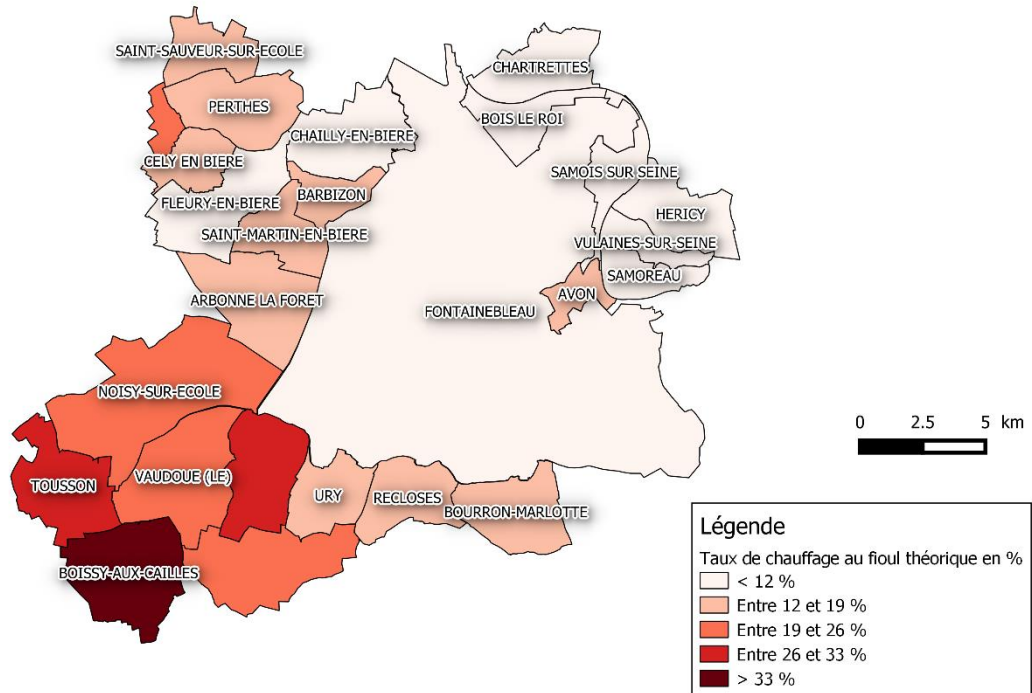 SAINT-SAUVEUR-SUR-ECOLE
CHARTRETTES
PERTHES
BOIS LE ROI
CHAILLY-EN-BIERE
CELY EN BIERE
SAMOIS SUR SEINE
BARBIZON
FLEURY-EN-BIERE
HERICY
SAINT-MARTIN-EN-BIERE
VULAINES-SUR-SEINE
SAMOREAU
ARBONNE LA FORET
AVON
FONTAINEBLEAU
NOISY-SUR-ECOLE
0 2.5 5 km
VAUDOUE (LE)
TOUSSON
URY
RECLOSES
BOURRON-MARLOTTE
BOISSY-AUX-CAILLES
Légende
Taux de chauffage au fioul théorique en %
< 12 %
Entre 12 et 19 %
Entre 19 et 26 %
Entre 26 et 33 %
> 33 %